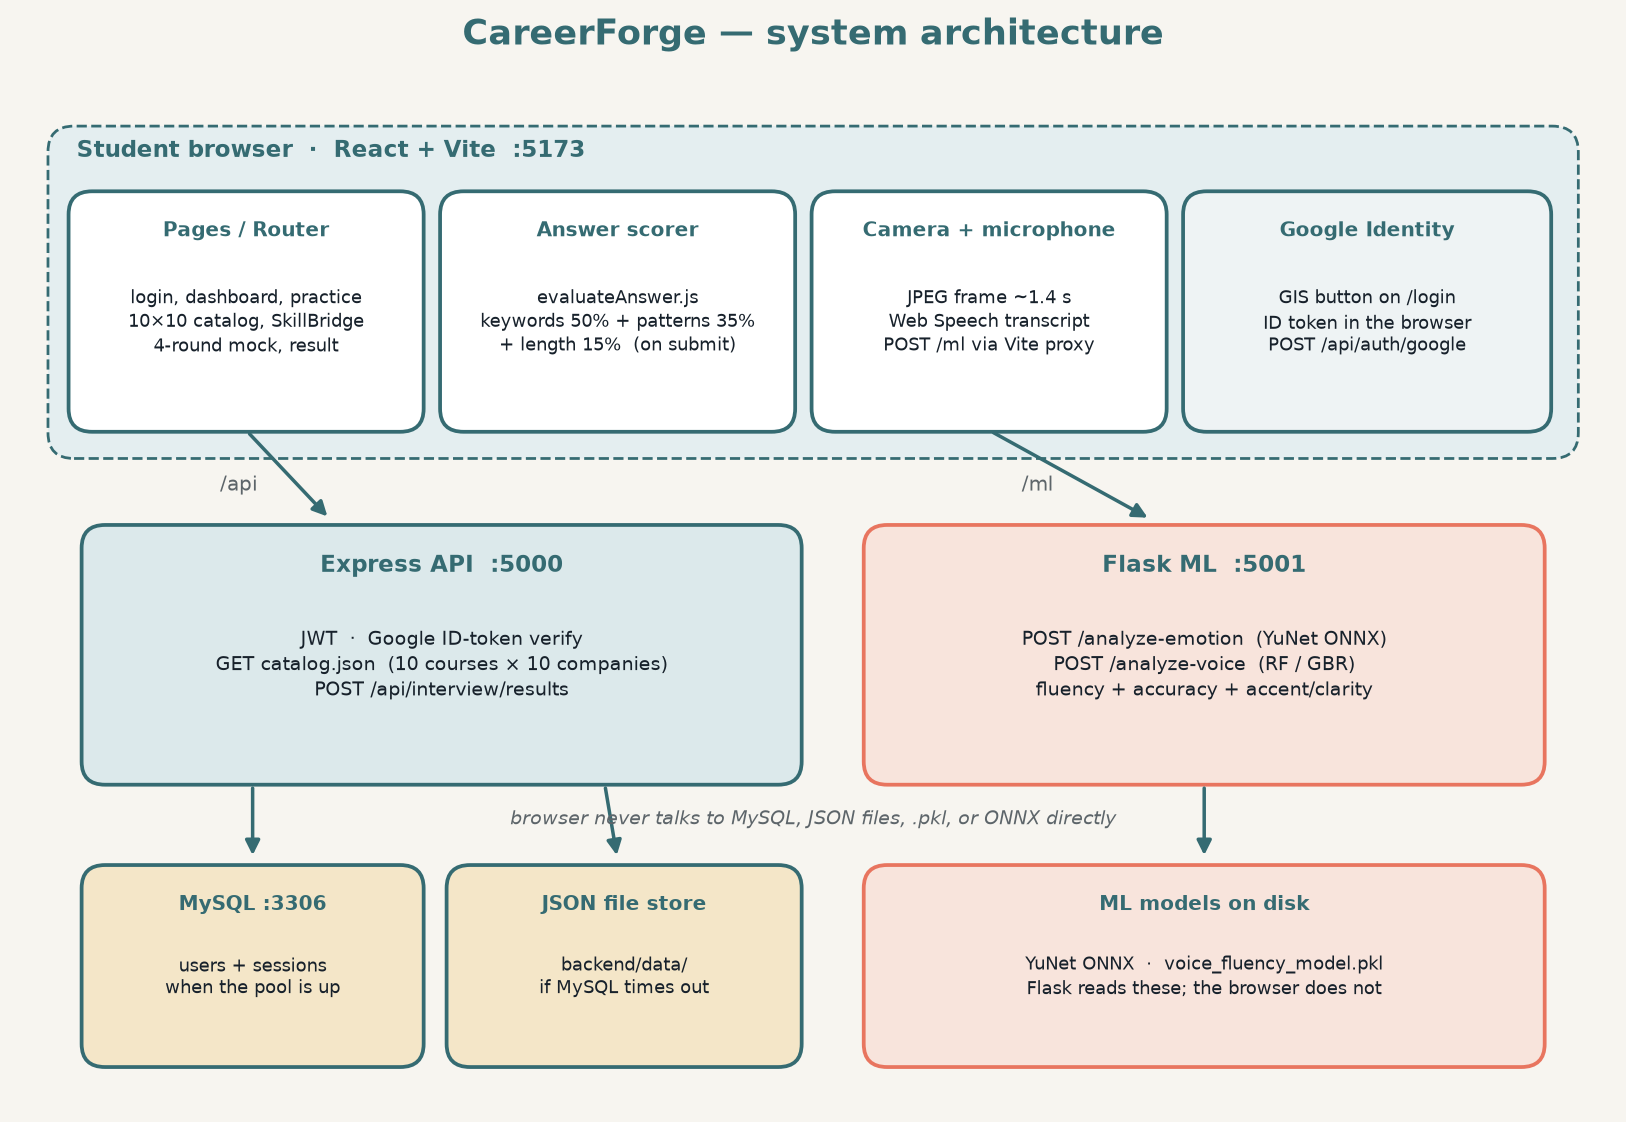 CareerForge — system architecture
Student browser · React + Vite :5173
Pages / Router
login, dashboard, practice
10×10 catalog, SkillBridge
4-round mock, result
Answer scorer
evaluateAnswer.js
keywords 50% + patterns 35%
+ length 15% (on submit)
Camera + microphone
JPEG frame ~1.4 s
Web Speech transcript
POST /ml via Vite proxy
Google Identity
GIS button on /login
ID token in the browser
POST /api/auth/google
/api
/ml
Express API :5000
JWT · Google ID-token verify
GET catalog.json (10 courses × 10 companies)
POST /api/interview/results
Flask ML :5001
POST /analyze-emotion (YuNet ONNX)
POST /analyze-voice (RF / GBR)
fluency + accuracy + accent/clarity
browser never talks to MySQL, JSON files, .pkl, or ONNX directly
MySQL :3306
users + sessions
when the pool is up
JSON file store
backend/data/
if MySQL times out
ML models on disk
YuNet ONNX · voice_fluency_model.pkl
Flask reads these; the browser does not